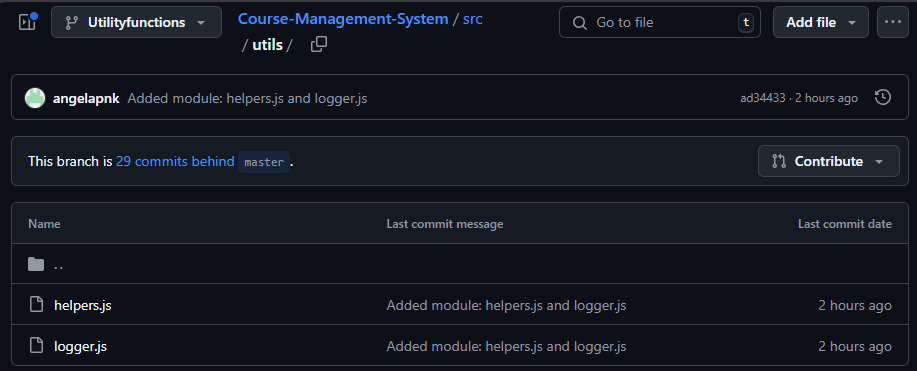 Utilityfunctions
Course-Management-System / src
/ utils /
Go to file
t
Add file
angelapnk Added module: helpers.js and logger.js
ad34433 · 2 hours ago
This branch is 29 commits behind master .
Contribute
Name Last commit message Last commit date
..
helpers.js Added module: helpers.js and logger.js 2 hours ago
logger.js Added module: helpers.js and logger.js 2 hours ago